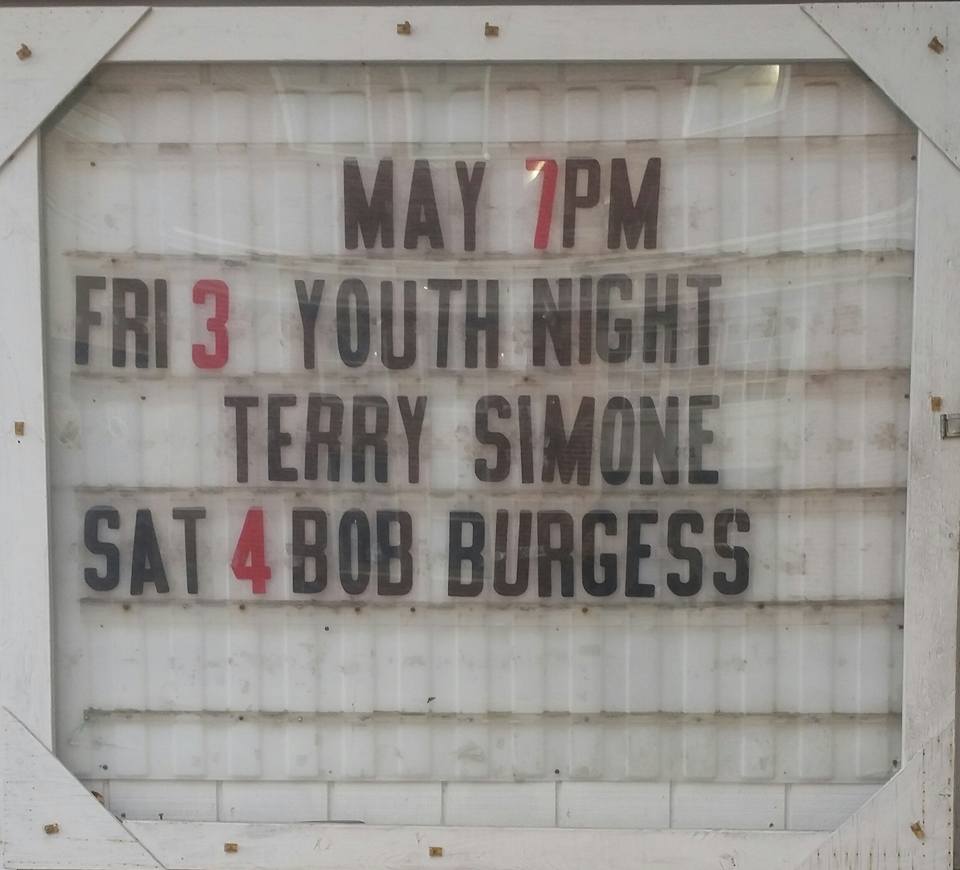 MAY 7PM
FRI 3 YOUTH NIGHT
TERRY SIMONE
SAT 4 BOB BURGESS